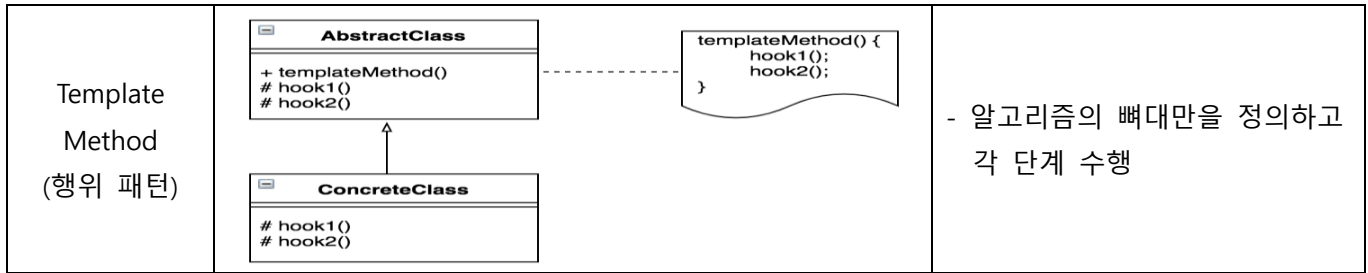 Template
Method
(행위 패턴)
AbstractClass
+ templateMethod()
# hook1()
# hook2()
templateMethod() {
hook1();
hook2();
}
ConcreteClass
# hook1()
# hook2()
- 알고리즘의 뼈대만을 정의하고
각 단계 수행